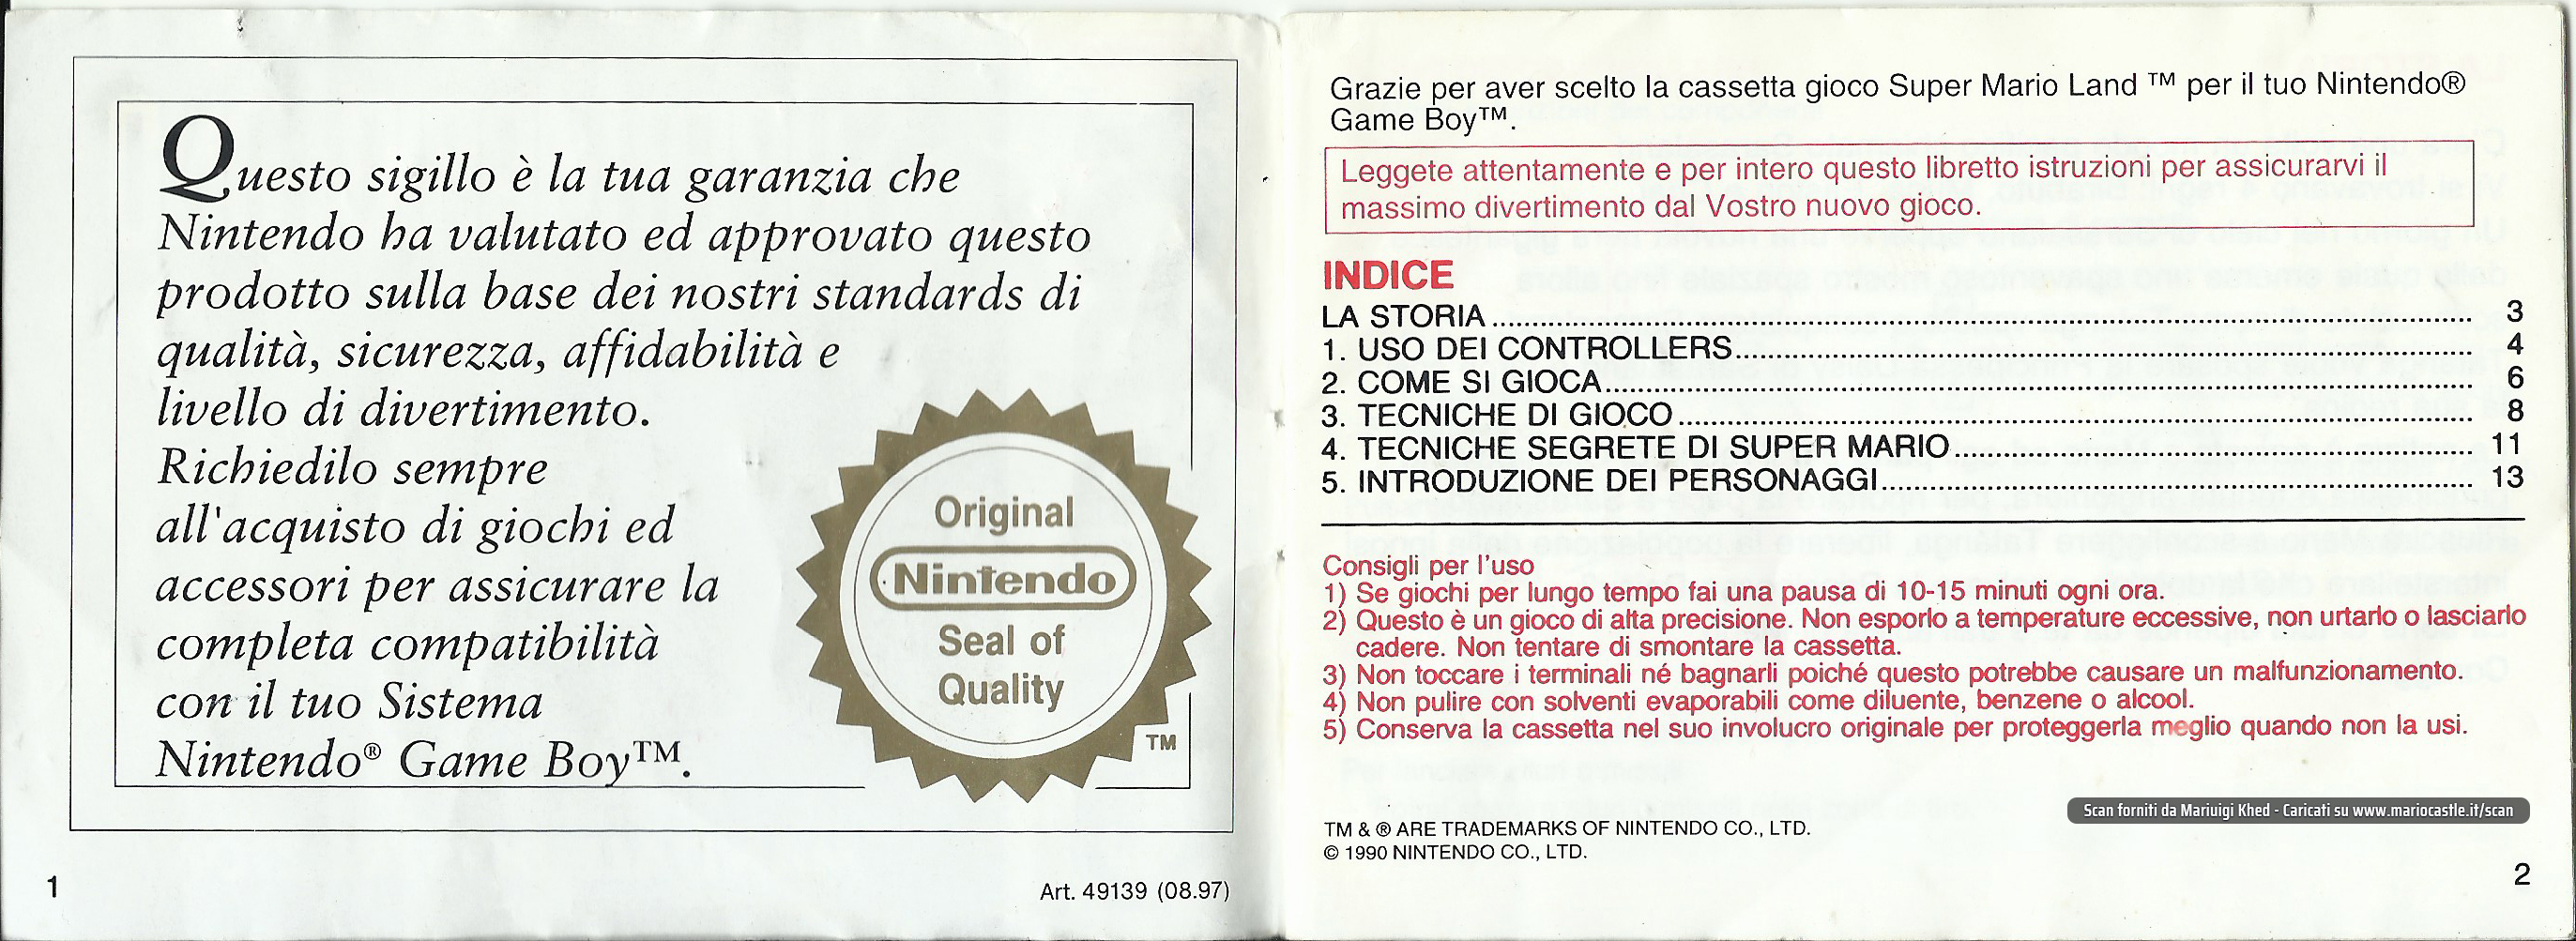 Questo sigillo è la tua garanzia che
Nintendo ha valutato ed approvato questo
prodotto sulla base dei nostri standards di
qualità, sicurezza, affidabilità e
livello di divertimento.
Richiedilo sempre
all'acquisto di giochi ed
accessori per assicurare la
completa compatibilità
con il tuo Sistema
Nintendo® Game Boy™.
Original
Nintendo
Seal of
Quality
TM
1
Art. 49139 (08.97)
Grazie per aver scelto la cassetta gioco Super Mario Land ™ per il tuo Nintendo®
Game Boy™.
Leggete attentamente e per intero questo libretto istruzioni per assicurarvi il
massimo divertimento dal Vostro nuovo gioco.
INDICE
LA STORIA ........ 3
1. USO DEI CONTROLLERS........ 4
2. COME SI GIOCA........ 6
3. TECNICHE DI GIOCO ........ 8
4. TECNICHE SEGRETE DI SUPER MARIO........ 11
5. INTRODUZIONE DEI PERSONAGGI........ 13
Consigli per l'uso
1) Se giochi per lungo tempo fai una pausa di 10-15 minuti ogni ora.
2) Questo è un gioco di alta precisione. Non esporlo a temperature eccessive, non urtarlo o lasciarlo
cadere. Non tentare di smontare la cassetta.
3) Non toccare i terminali né bagnarli poiché questo potrebbe causare un malfunzionamento.
4) Non pulire con solventi evaporabili come diluente, benzene o alcool.
5) Conserva la cassetta nel suo involucro originale per proteggerla meglio quando non la usi.
Scan forniti da Mariuigi Khed - Caricati su www.mariocastle.it/scan
TM & ® ARE TRADEMARKS OF NINTENDO CO., LTD.
© 1990 NINTENDO CO., LTD.
2